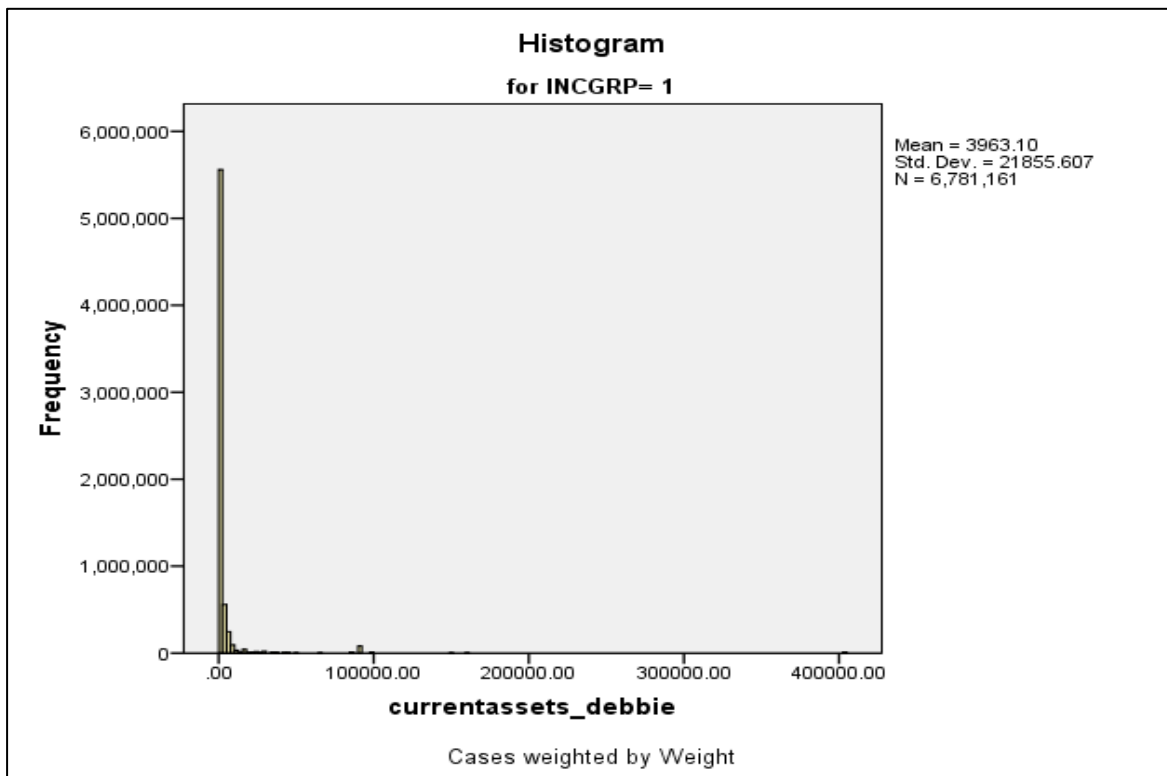 Histogram
for INCGRP= 1
Mean = 3963.10
Std. Dev. = 21855.607
N = 6,781,161
6,000,000
5,000,000
4,000,000
3,000,000
2,000,000
1,000,000
0
Frequency
.00 100000.00 200000.00 300000.00 400000.00
currentassets_debbie
Cases weighted by Weight